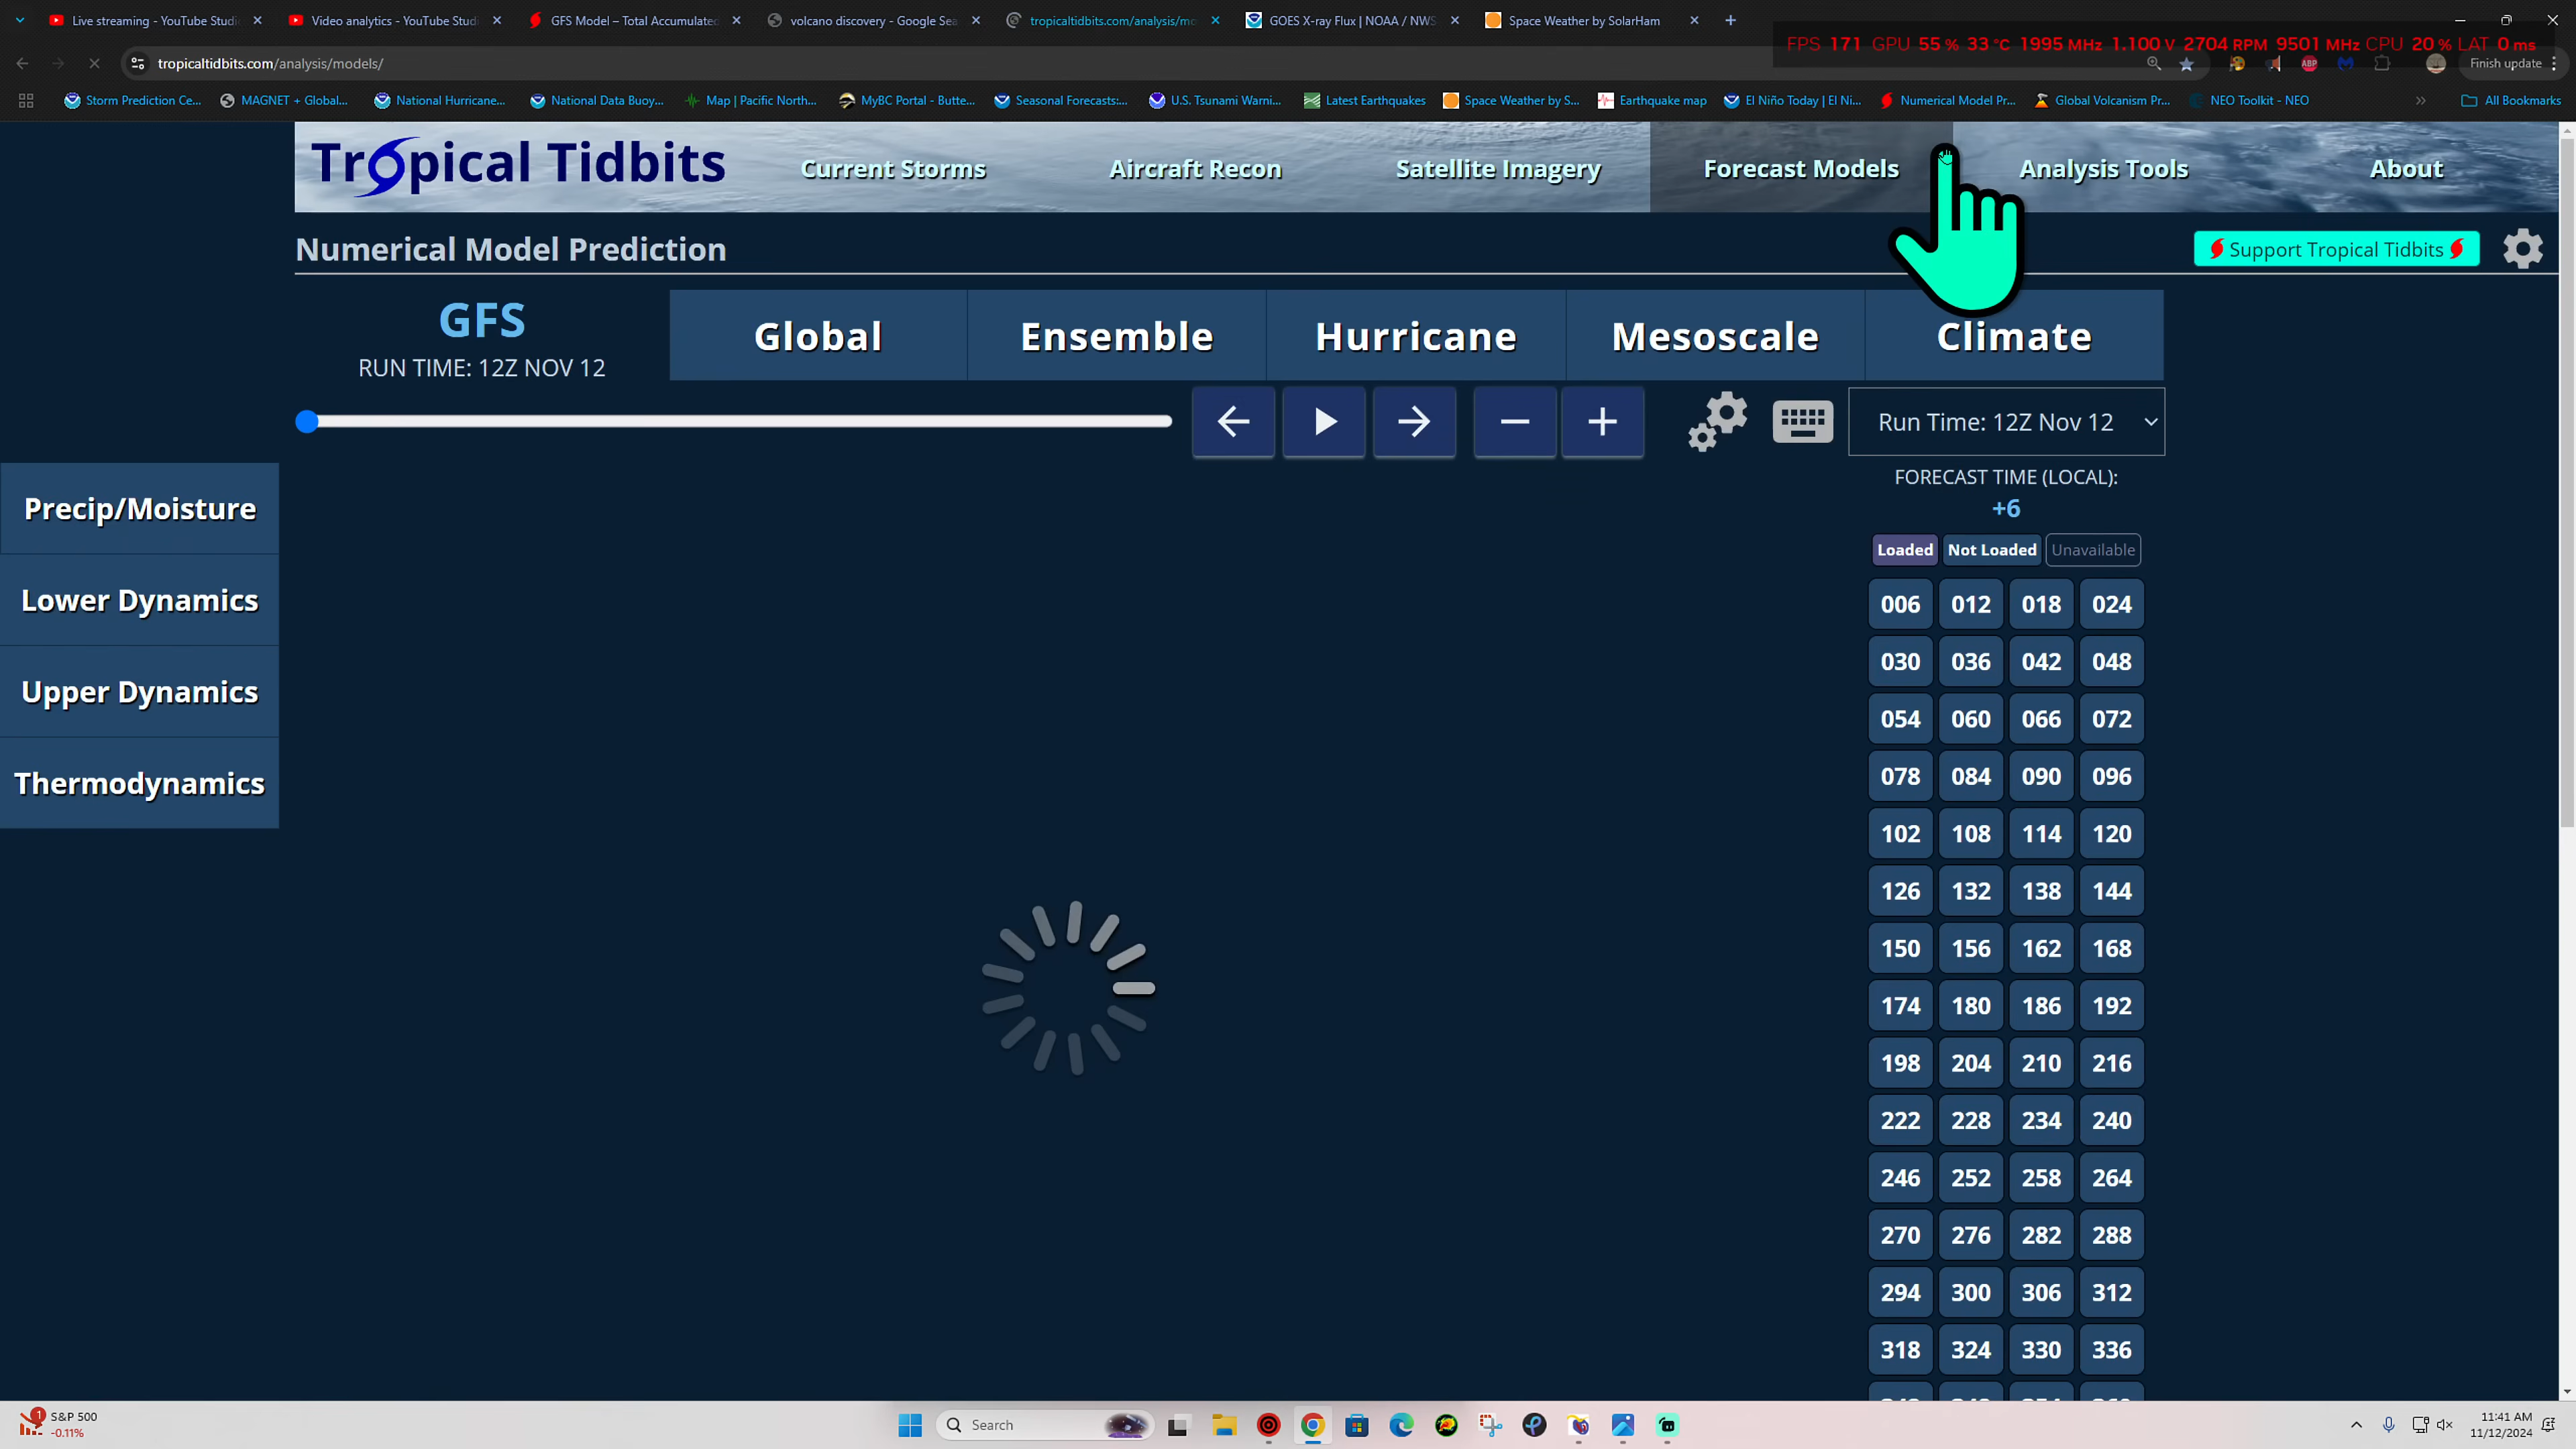 Live streaming - YouTube Studi
Video analytics - YouTube Studi
GFS Model – Total Accumulated
volcano discovery - Google Sea
tropicaltidbits.com/analysis/mo
GOES X-ray Flux | NOAA / NWS
Space Weather by SolarHam
FPS 171 GPU 55 % 33 °C 1995 MHz 1.100 V 2704 RPM 9501 MHz CPU 20 % LAT 0 ms
tropicaltidbits.com/analysis/models/
ABP
Finish update
Storm Prediction Ce...
MAGNET + Global...
National Hurricane...
National Data Buoy...
Map | Pacific North...
MyBC Portal - Butte...
Seasonal Forecasts:...
U.S. Tsunami Warni...
Latest Earthquakes
Space Weather by S...
Earthquake map
El Niño Today | El Ni...
Numerical Model Pr...
Global Volcanism Pr...
NEO Toolkit - NEO
All Bookmarks
Tropical Tidbits
Current Storms
Aircraft Recon
Satellite Imagery
Forecast Models
Analysis Tools
About
Numerical Model Prediction
Support Tropical Tidbits
GFS
RUN TIME: 12Z NOV 12
Global
Ensemble
Hurricane
Mesoscale
Climate
Run Time: 12Z Nov 12
FORECAST TIME (LOCAL):
+6
Loaded
Not Loaded
Unavailable
Precip/Moisture
Lower Dynamics
Upper Dynamics
Thermodynamics
006 012 018 024
030 036 042 048
054 060 066 072
078 084 090 096
102 108 114 120
126 132 138 144
150 156 162 168
174 180 186 192
198 204 210 216
222 228 234 240
246 252 258 264
270 276 282 288
294 300 306 312
318 324 330 336
1
S&P 500
-0.11%
Search
11:41 AM
11/12/2024